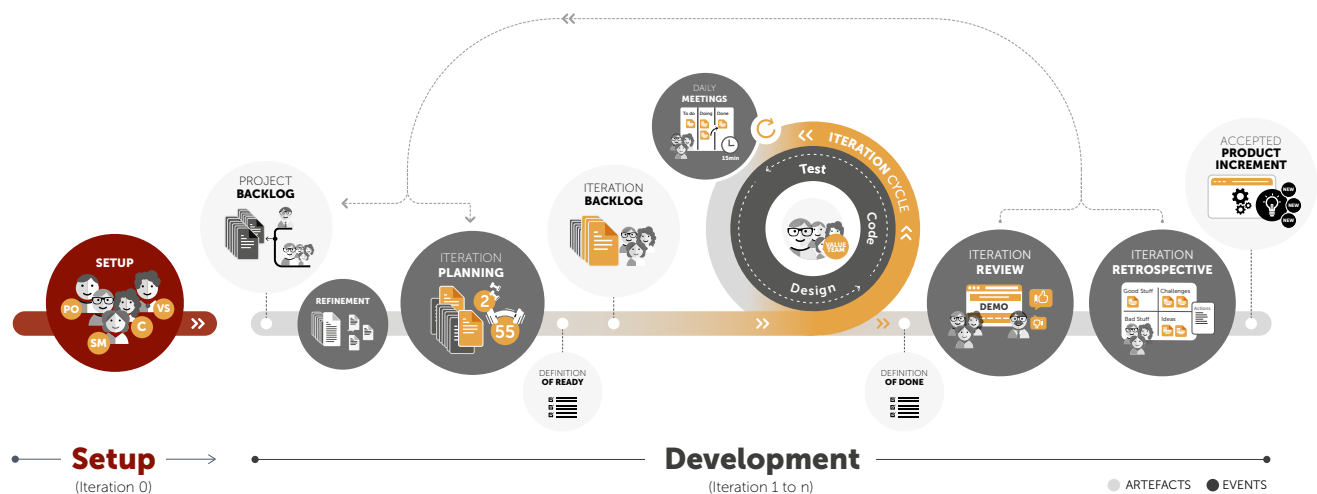 SETUP
PO
VS
C
SM
PROJECT
BACKLOG
REFINEMENT
ITERATION
PLANNING
2
55
DEFINITION
OF READY
ITERATION
BACKLOG
DAILY
MEETINGS
To do Doing Done
15min
ITERATION CYCLE
Test
Code
Design
VALUE
TEAM
DEFINITION
OF DONE
ITERATION
REVIEW
DEMO
ITERATION
RETROSPECTIVE
Good Stuff Challenges
Bad Stuff Ideas
Actions
ACCEPTED
PRODUCT
INCREMENT
NEW
NEW
NEW
Setup
(Iteration 0)
Development
(Iteration 1 to n)
ARTEFACTS EVENTS